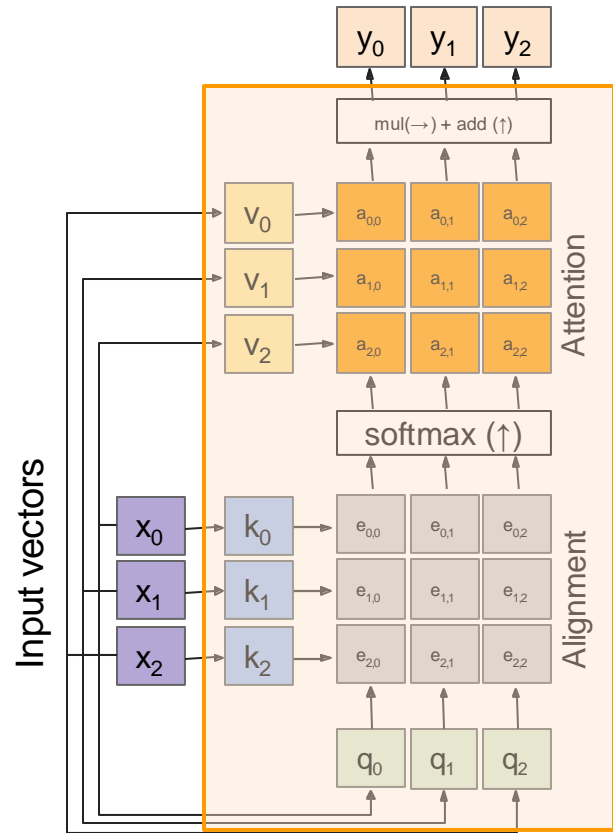 y0 y1 y2
mul(→) + add (↑)
v0 a0,0 a0,1 a0,2
v1 a1,0 a1,1 a1,2
v2 a2,0 a2,1 a2,2
Attention
softmax (↑)
Input vectors
x0 k0 e0,0 e0,1 e0,2
x1 k1 e1,0 e1,1 e1,2
x2 k2 e2,0 e2,1 e2,2
Alignment
q0 q1 q2